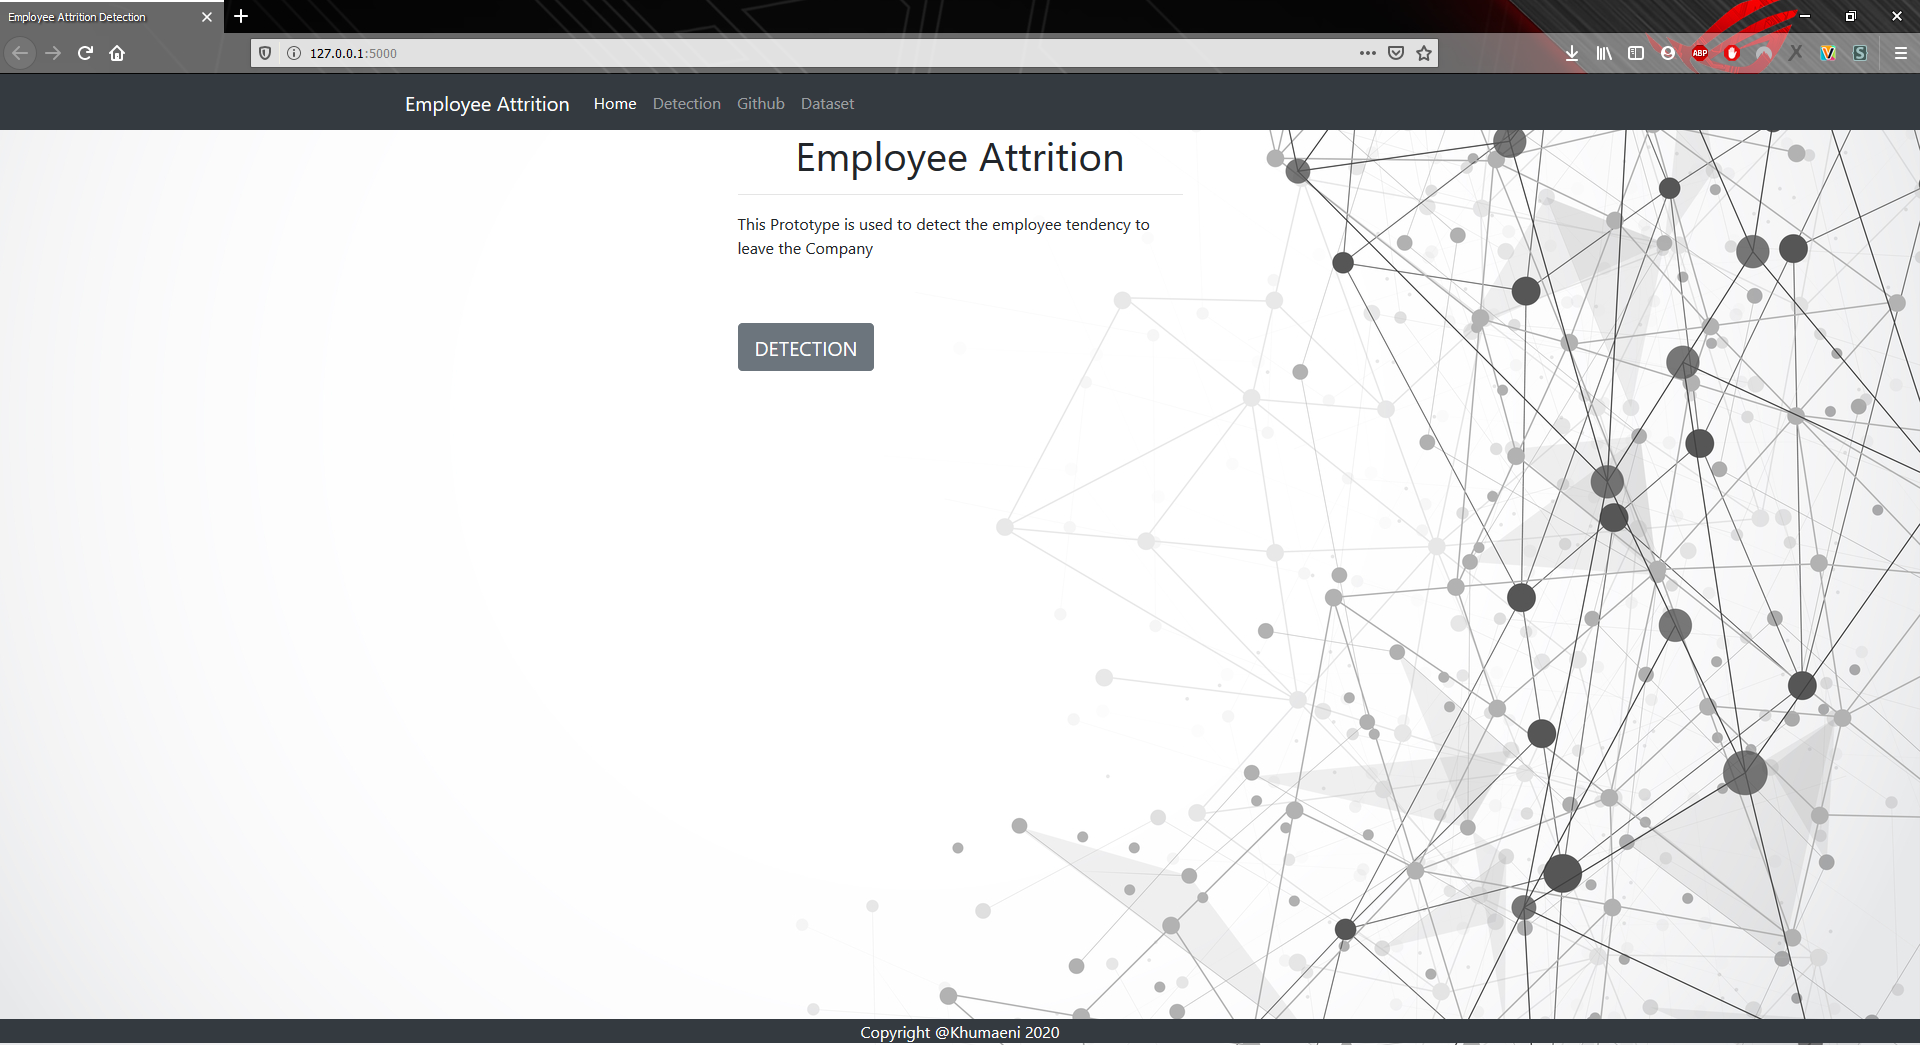 Employee Attrition Detection
127.0.0.1:5000
ABP
Employee Attrition Home Detection Github Dataset
Employee Attrition
This Prototype is used to detect the employee tendency to
leave the Company
DETECTION
Copyright @Khumaeni 2020